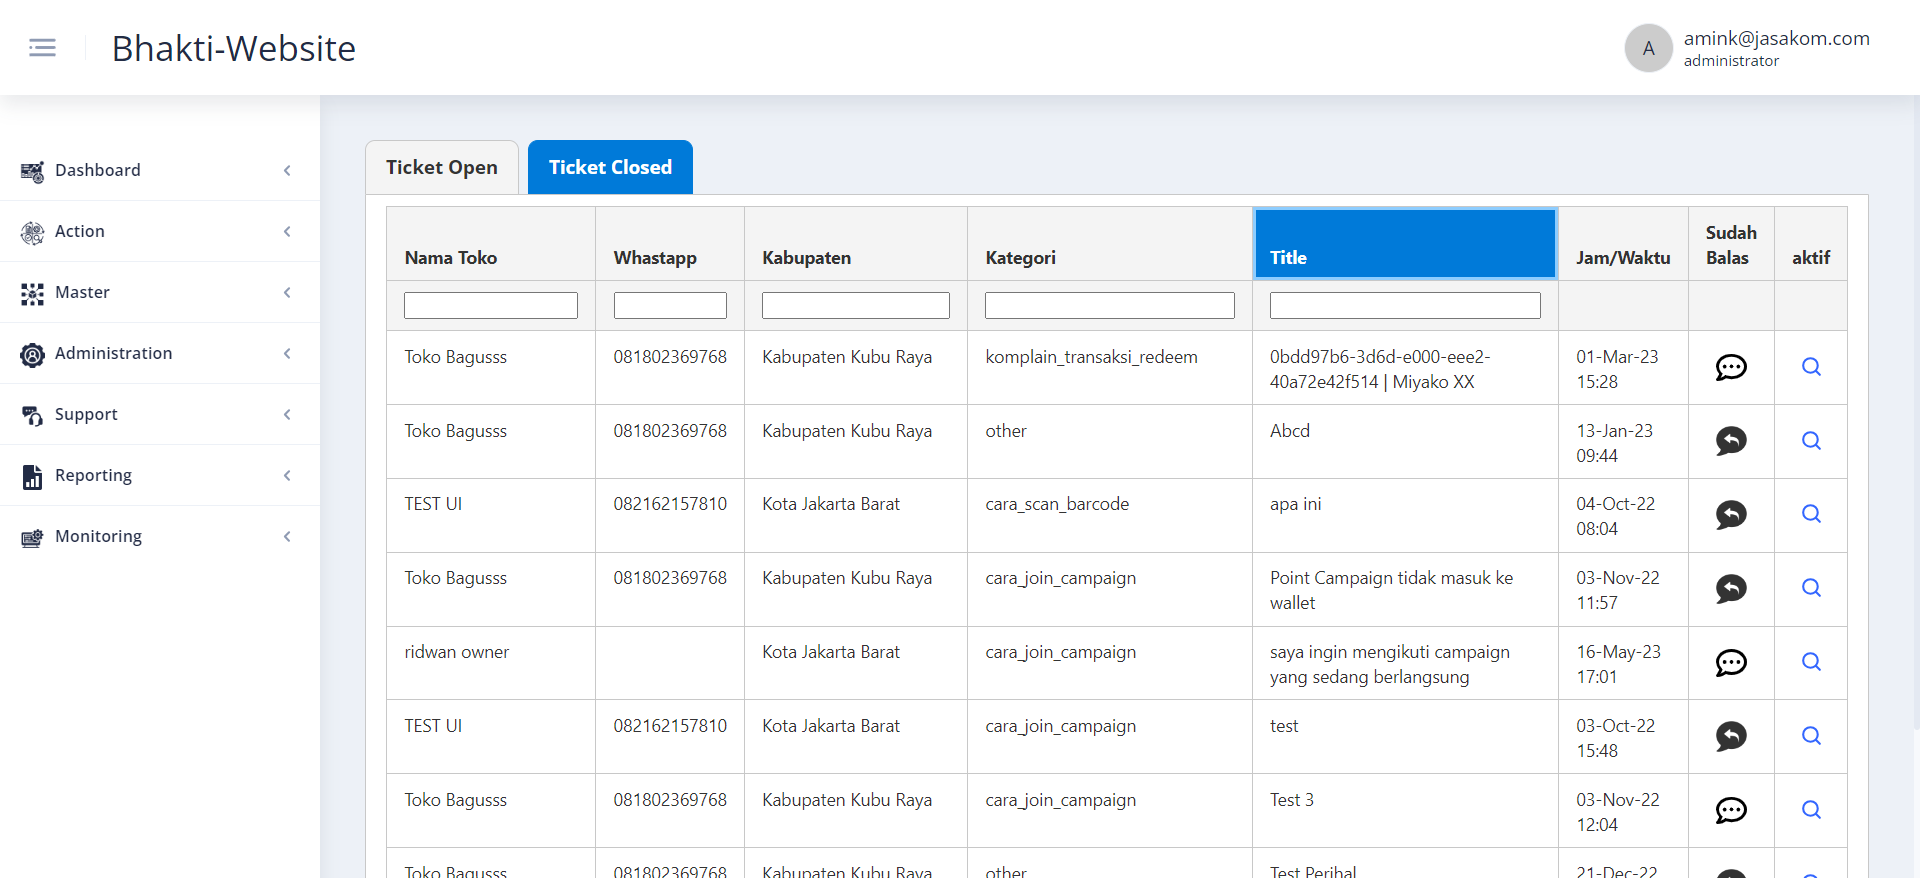 Bhakti-Website
A
amink@jasakom.com
administrator
Dashboard
Action
Master
Administration
Support
Reporting
Monitoring
Ticket Open
Ticket Closed
Nama Toko Whastapp Kabupaten Kategori Title Jam/Waktu Sudah Balas aktif
Toko Bagusss 081802369768 Kabupaten Kubu Raya komplain_transaksi_redeem 0bdd97b6-3d6d-e000-eee2- 01-Mar-23
40a72e42f514 | Miyako XX 15:28
Toko Bagusss 081802369768 Kabupaten Kubu Raya other Abcd 13-Jan-23
09:44
TEST UI 082162157810 Kota Jakarta Barat cara_scan_barcode apa ini 04-Oct-22
08:04
Toko Bagusss 081802369768 Kabupaten Kubu Raya cara_join_campaign Point Campaign tidak masuk ke 03-Nov-22
wallet 11:57
ridwan owner Kota Jakarta Barat cara_join_campaign saya ingin mengikuti campaign 16-May-23
yang sedang berlangsung 17:01
TEST UI 082162157810 Kota Jakarta Barat cara_join_campaign test 03-Oct-22
15:48
Toko Bagusss 081802369768 Kabupaten Kubu Raya cara_join_campaign Test 3 03-Nov-22
12:04
Toko Bagusss 081802369768 Kabupaten Kubu Raya other Test Perihal 21-Dec-22